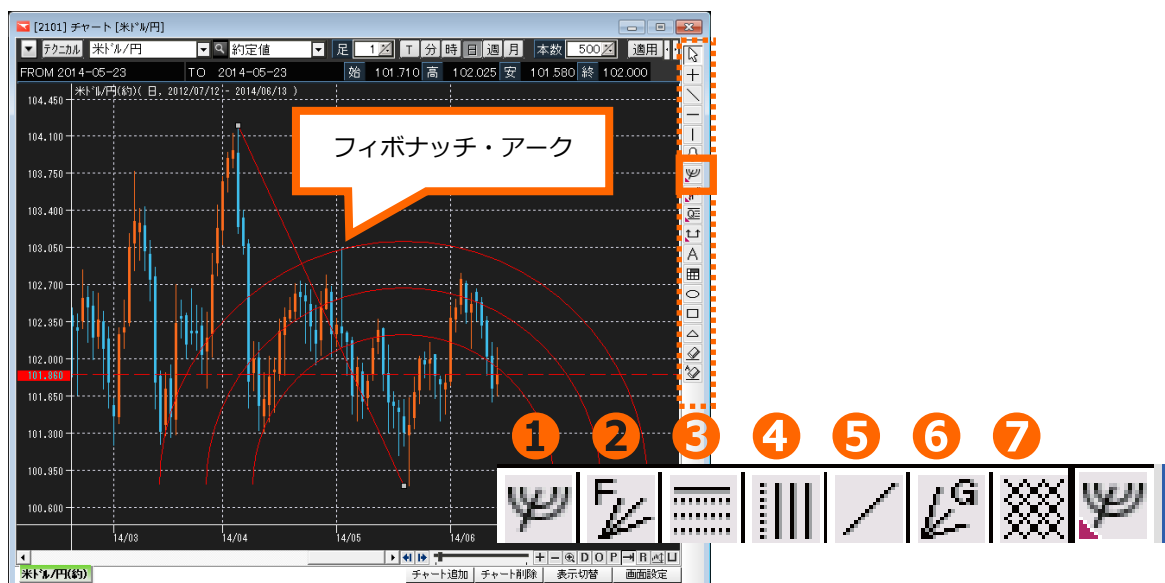 [2101] チャート [米ﾄﾞﾙ/円]
テクニカル 米ﾄﾞﾙ/円 約定値 足 1 T 分 時 日 週 月 本数 500 適用
FROM 2014-05-23 TO 2014-05-23 始 101.710 高 102.025 安 101.580 終 102.000
米ﾄﾞﾙ/円(約)( 日, 2012/07/12 - 2014/06/13 )
104.450
104.100
フィボナッチ・アーク
103.750
103.400
103.050
A
102.700
102.350
102.000
101.860
101.650
101.300
❶ ❷ ❸ ❹ ❺ ❻ ❼
100.950
F G
100.600
14/03 14/04 14/05 14/06
+ - D O P R
米ﾄﾞﾙ/円(約) チャート追加 チャート削除 表示切替 画面設定